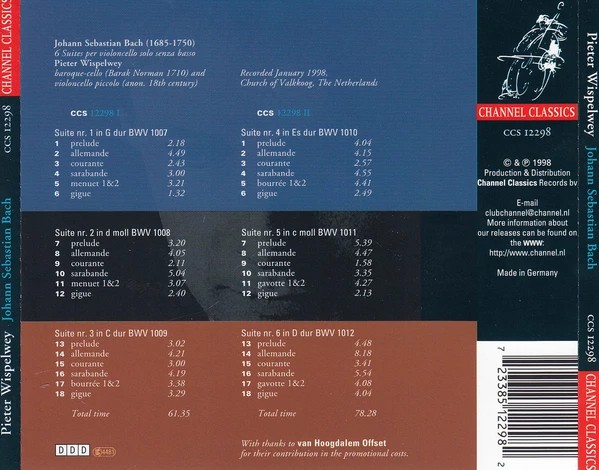 CHANNEL CLASSICS
CCS 12298
Johann Sebastian Bach
Pieter Wispelwey
Johann Sebastian Bach (1685-1750)
6 Suites per violoncello solo senza basso
Pieter Wispelwey
baroque-cello (Barak Norman 1710) and
violoncello piccolo (anon. 18th century)
Recorded January 1998,
Church of Valkkoog, The Netherlands
CCS 12298 I
Suite nr. 1 in G dur BWV 1007
1 prelude 2.18
2 allemande 4.49
3 courante 2.43
4 sarabande 3.00
5 menuet 1&2 3.21
6 gigue 1.32
Suite nr. 2 in d moll BWV 1008
7 prelude 3.20
8 allemande 4.05
9 courante 2.11
10 sarabande 5.04
11 menuet 1&2 3.07
12 gigue 2.40
Suite nr. 3 in C dur BWV 1009
13 prelude 3.02
14 allemande 4.21
15 courante 3.00
16 sarabande 4.19
17 bourrée 1&2 3.38
18 gigue 3.29
Total time 61.35
CCS 12298 II
Suite nr. 4 in Es dur BWV 1010
1 prelude 4.04
2 allemande 4.15
3 courante 2.57
4 sarabande 4.55
5 bourrée 1&2 4.41
6 gigue 2.49
Suite nr. 5 in c moll BWV 1011
7 prelude 5.39
8 allemande 4.47
9 courante 1.58
10 sarabande 3.35
11 gavotte 1&2 4.27
12 gigue 2.13
Suite nr. 6 in D dur BWV 1012
13 prelude 4.48
14 allemande 8.18
15 courante 3.41
16 sarabande 5.54
17 gavotte 1&2 4.08
18 gigue 4.04
Total time 78.28
DDD
With thanks to van Hoogdalem Offset
for their contribution in the promotional costs.
CHANNEL CLASSICS
CCS 12298
© & ℗ 1998
Production & Distribution
Channel Classics Records bv
E-mail
clubchannel@channel.nl
More information about
our releases can be found on
the WWW:
http://www.channel.nl
Made in Germany
7 23385 12298 2
Pieter Wispelwey
Johann Sebastian Bach
CCS 12298
CHANNEL CLASSICS